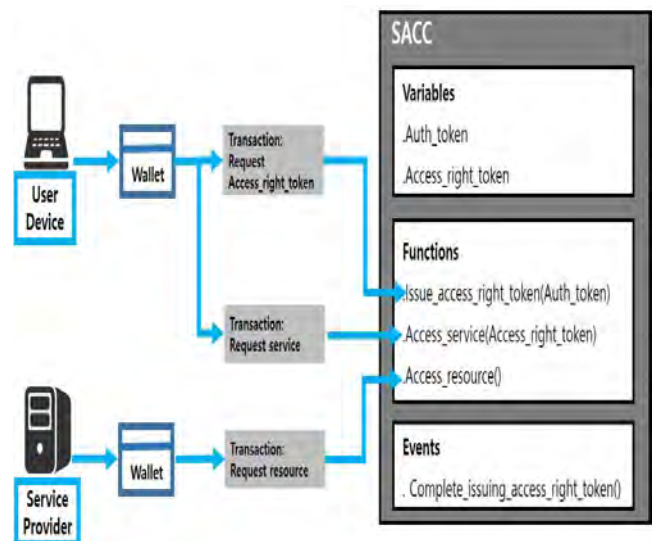 SACC
Variables
.Auth_token
.Access_right_token
Transaction:
Request
Access_right_token
Wallet
User
Device
Functions
.Issue_access_right_token(Auth_token)
Transaction:
Request service
.Access_service(Access_right_token)
.Access_resource()
Wallet
Transaction:
Request resource
Events
. Complete_issuing_access_right_token()
Service
Provider